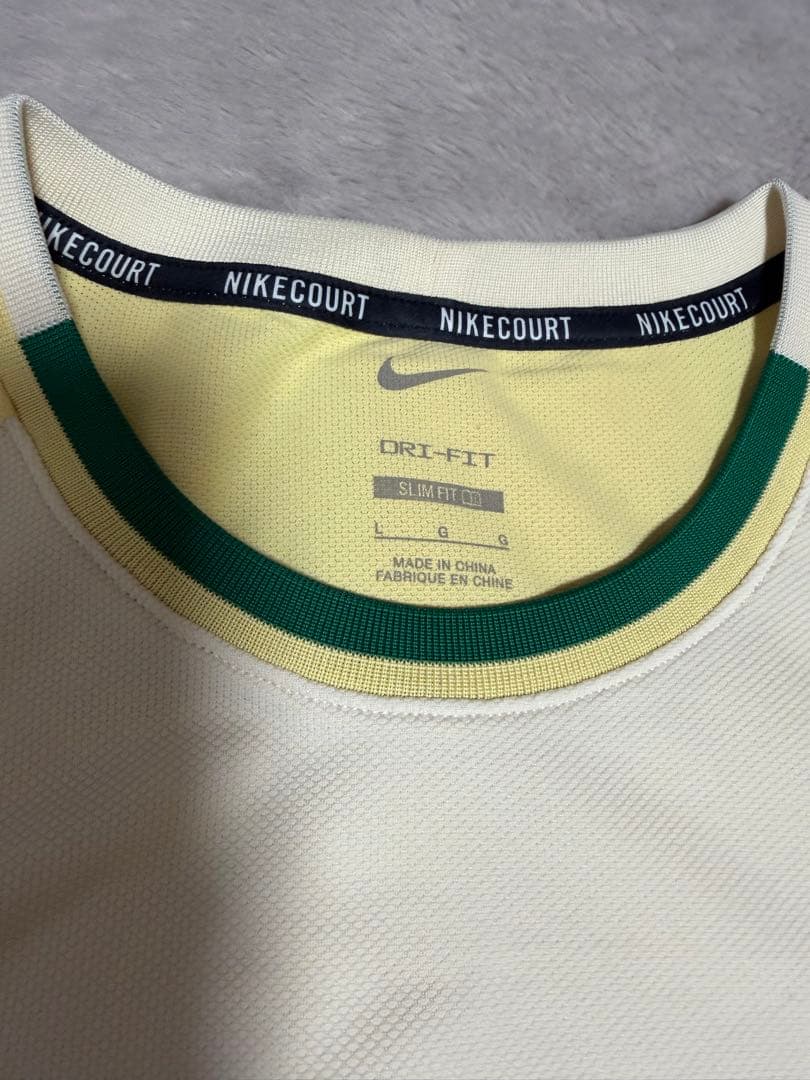 NIKECOURT NIKECOURT NIKECOURT NIKECOURT
DRI-FIT
SLIM FIT
L G G
MADE IN CHINA
FABRIQUE EN CHINE